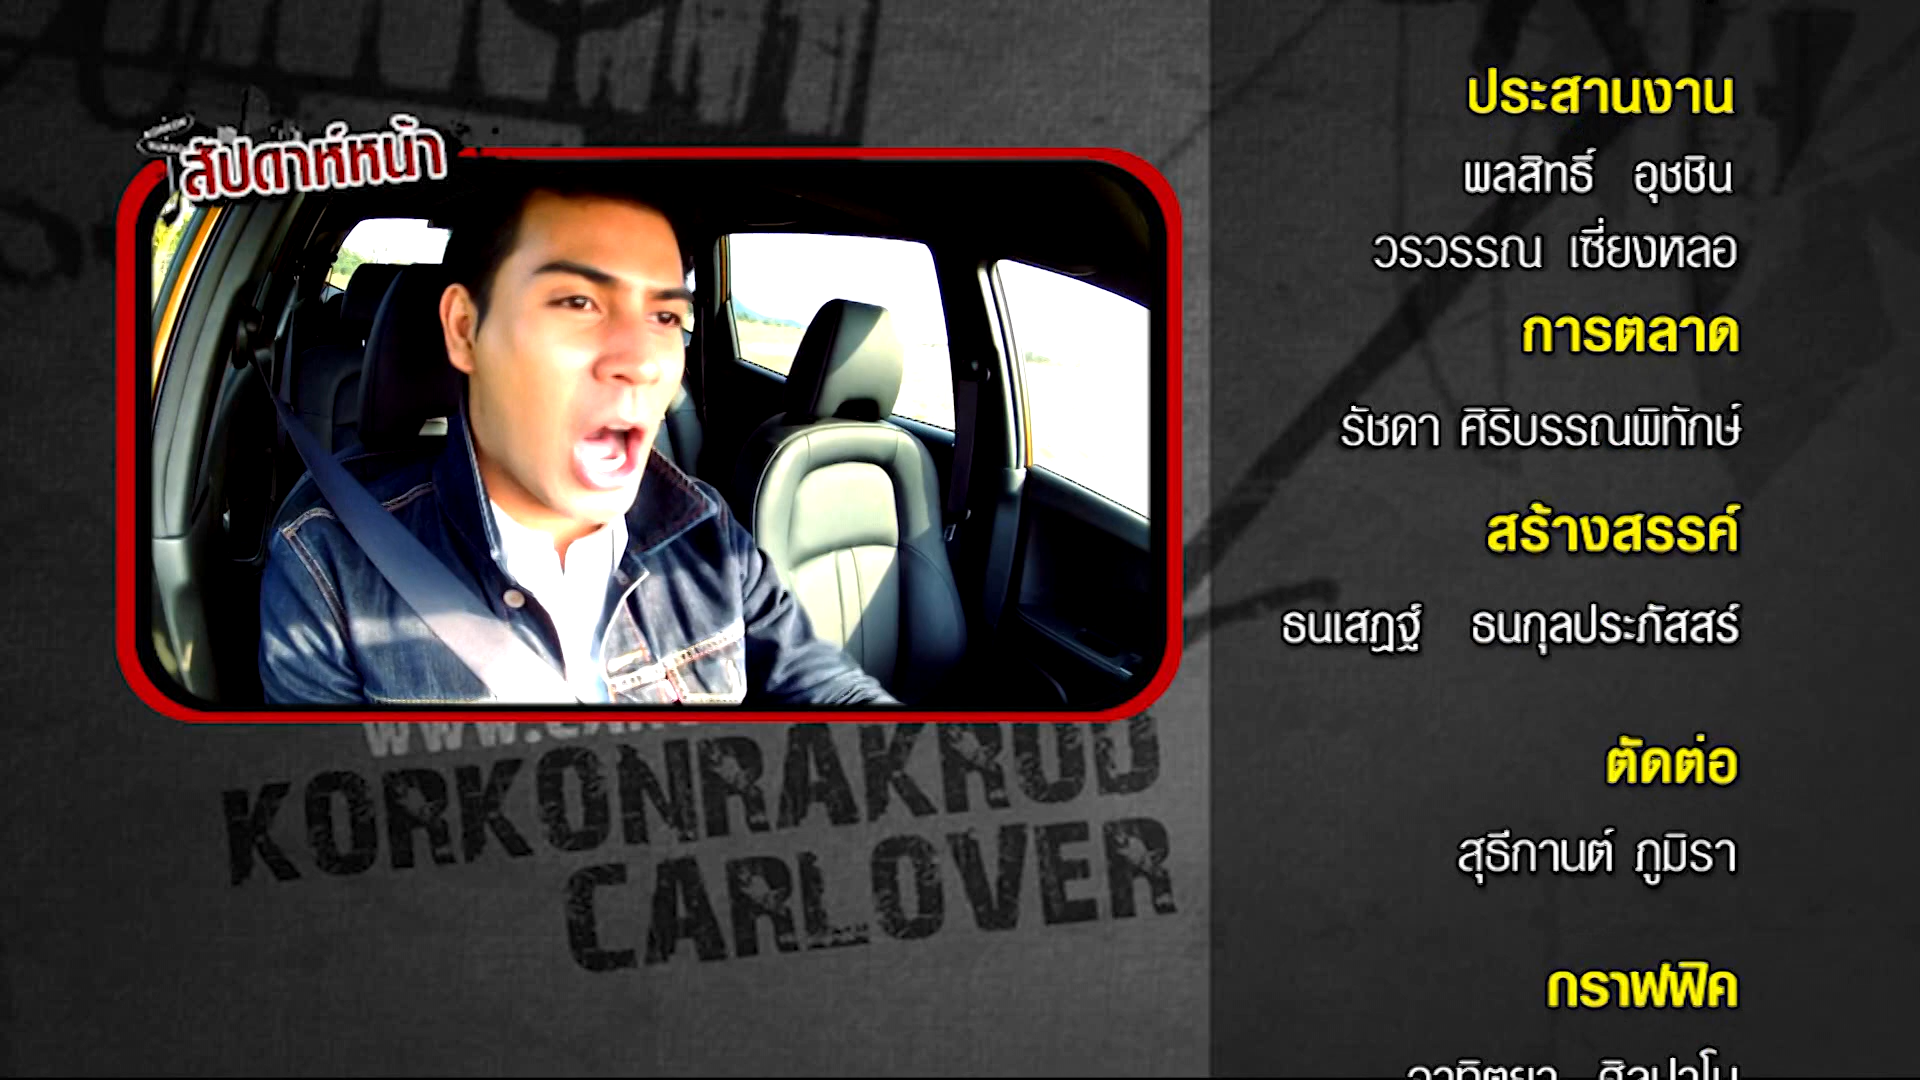 สัปดาห์หน้า
KORKONRAKROD
CARLOVER
ประสานงาน
พลสิทธิ์ อุชชิน
วรวรรณ เซี่ยงหลอ
การตลาด
รัชดา ศิริบรรณพิทักษ์
สร้างสรรค์
ธนเสฏฐ์ ธนกุลประภัสสร์
ตัดต่อ
สุธีกานต์ ภูมิรา
กราฟฟิค